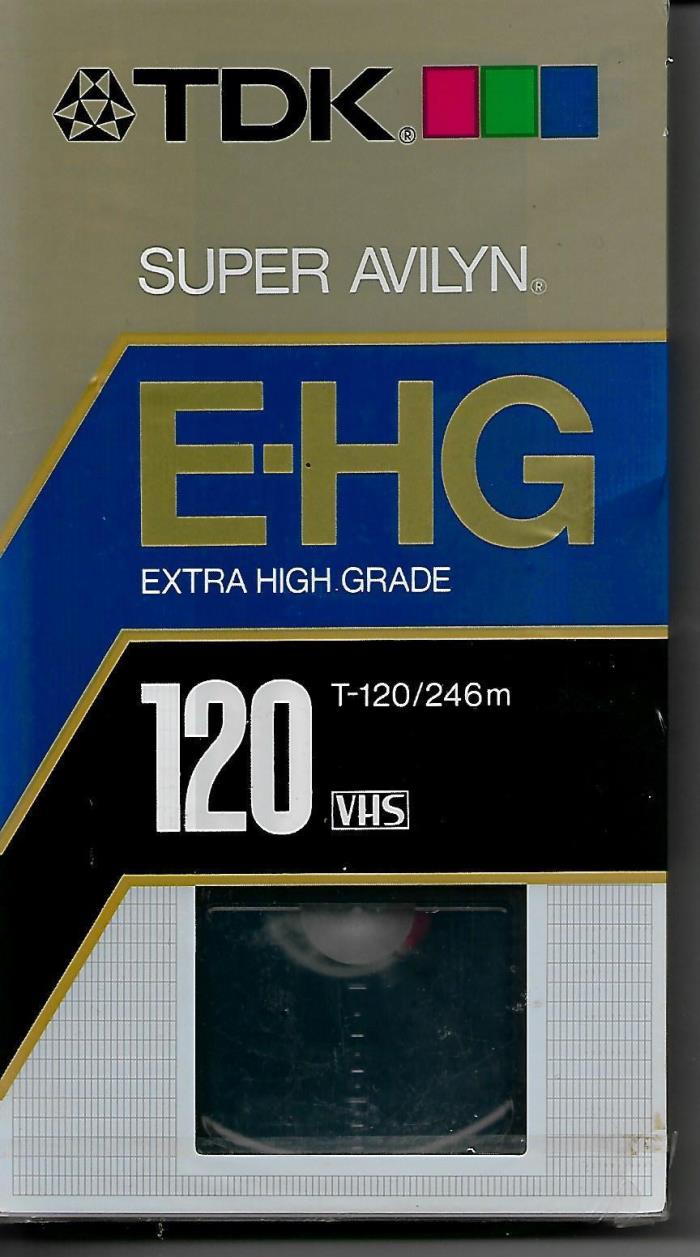 TDK®
SUPER AVILYN®
E-HG
EXTRA HIGH GRADE
120
T-120/246m
VHS